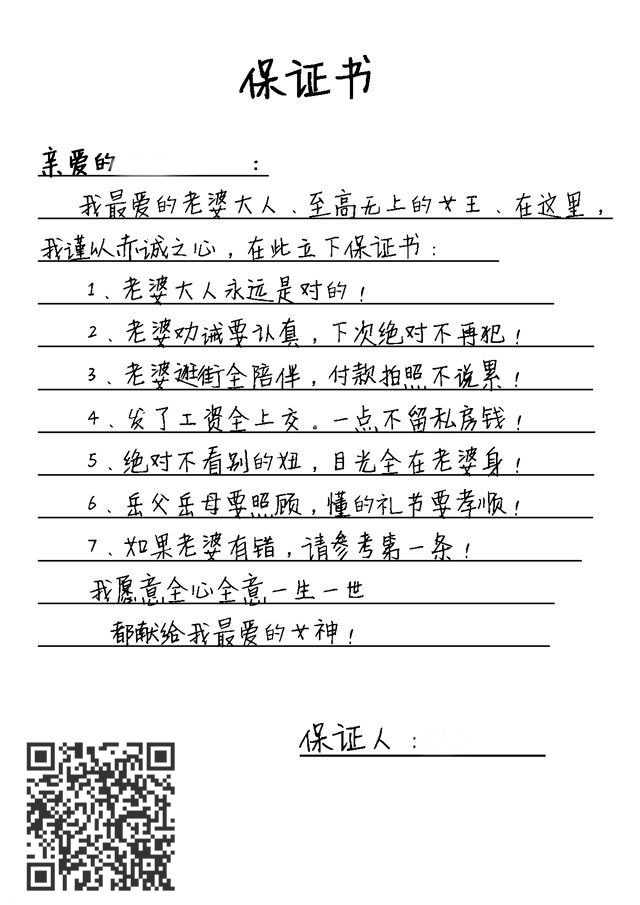 保证书
亲爱的 ：
我最爱的老婆大人、至高无上的女王、在这里，
我谨以赤诚之心，在此立下保证书：
1、老婆大人永远是对的！
2、老婆劝诫要认真，下次绝对不再犯！
3、老婆逛街全陪伴，付款拍照不说累！
4、发了工资全上交。一点不留私房钱！
5、绝对不看别的妞，目光全在老婆身！
6、岳父岳母要照顾，懂的礼节要孝顺！
7、如果老婆有错，请参考第一条！
我愿意全心全意一生一世
都献给我最爱的女神！
保证人：